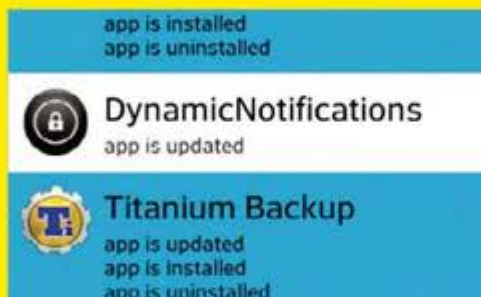 app is installed
app is uninstalled
DynamicNotifications
app is updated
Titanium Backup
app is updated
app is installed
app is uninstalled